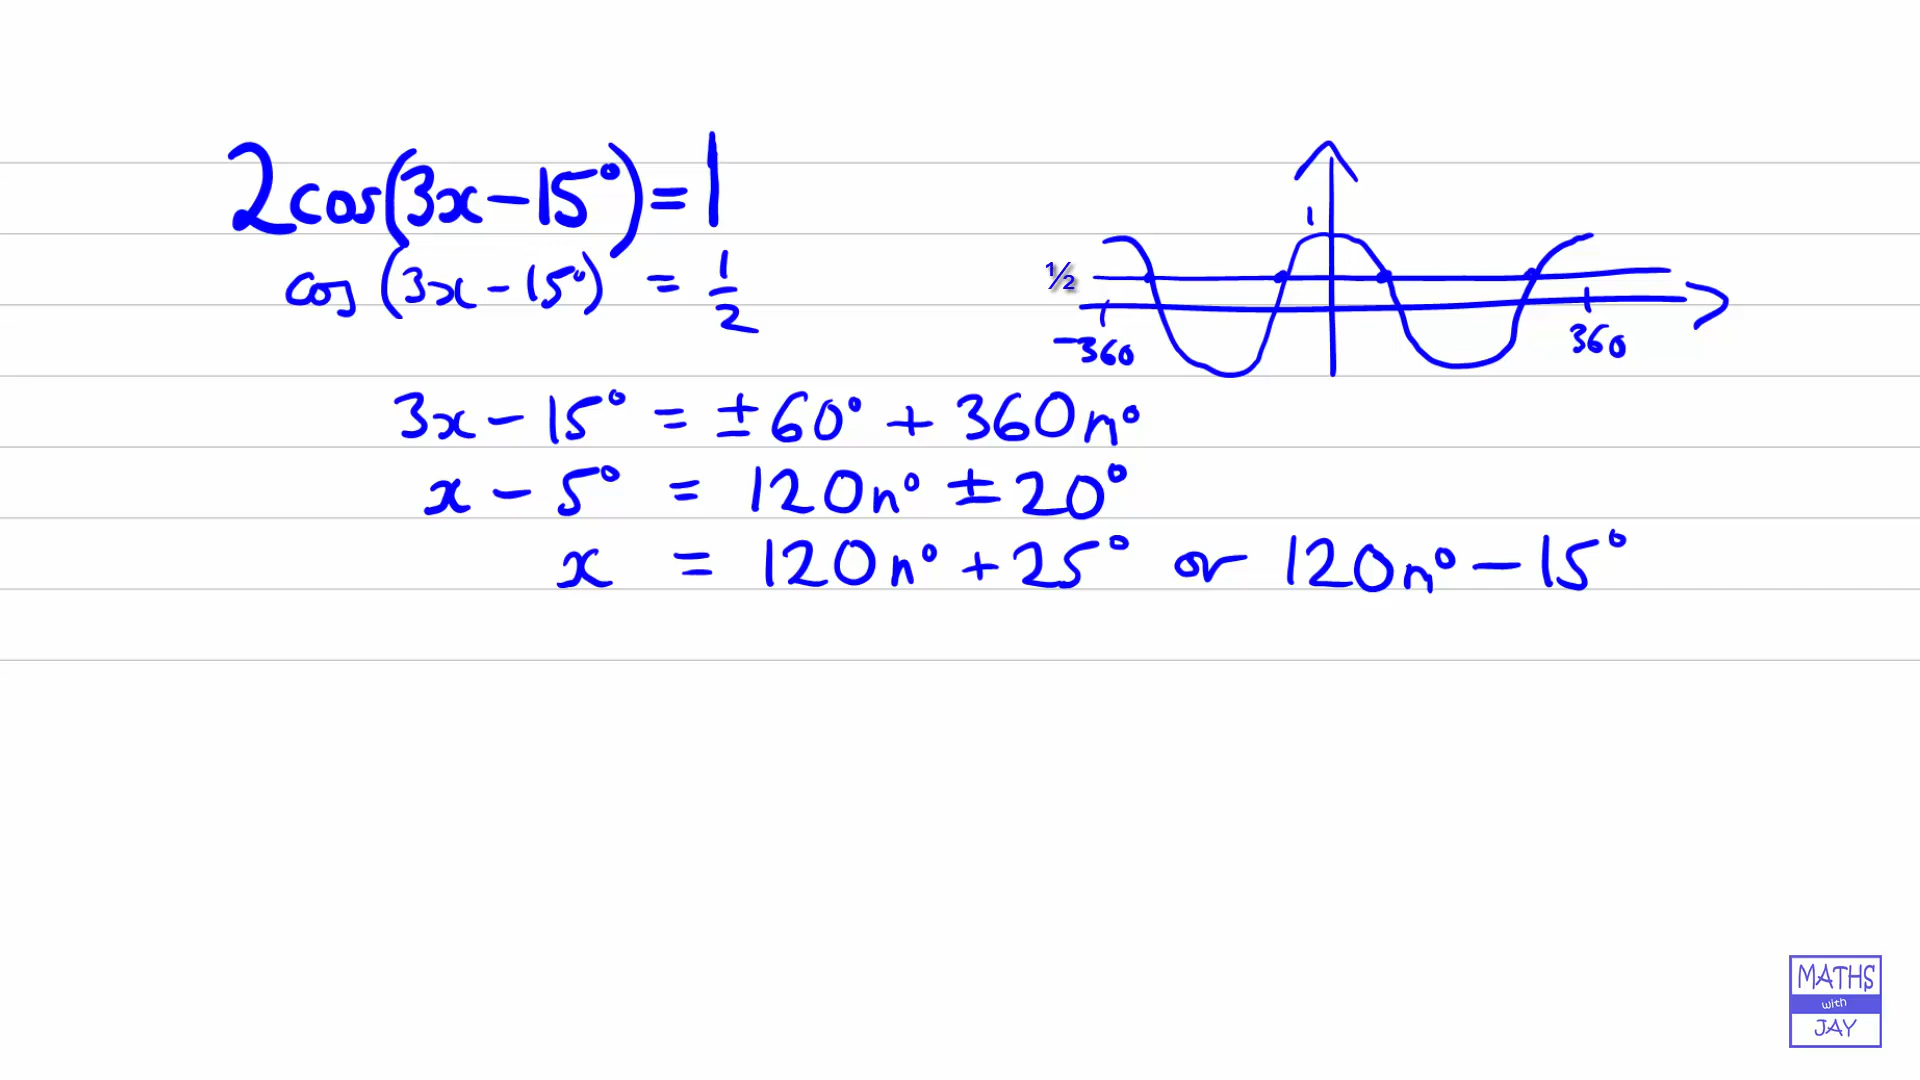 2cos(3x-15°)=1
cos(3x-15°) = 1/2
1
½
-360
360
3x-15° = ±60° + 360n°
x-5° = 120n° ± 20°
x = 120n° + 25° or 120n° - 15°
MATHS
with
JAY